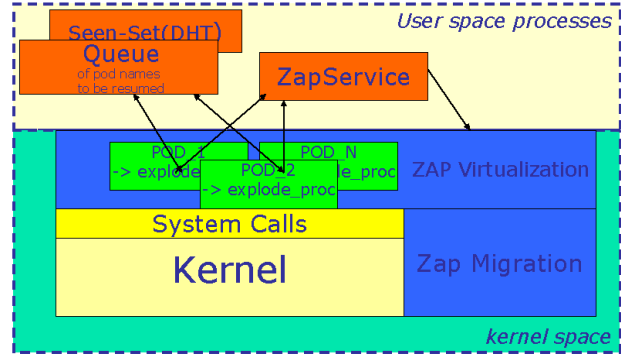 User space processes
Seen-Set(DHT)
Queue
of pod names
to be resumed
ZapService
POD_1
-> explode
POD_N
de_proc
POD_2
-> explode_proc
ZAP Virtualization
System Calls
Kernel
Zap Migration
kernel space